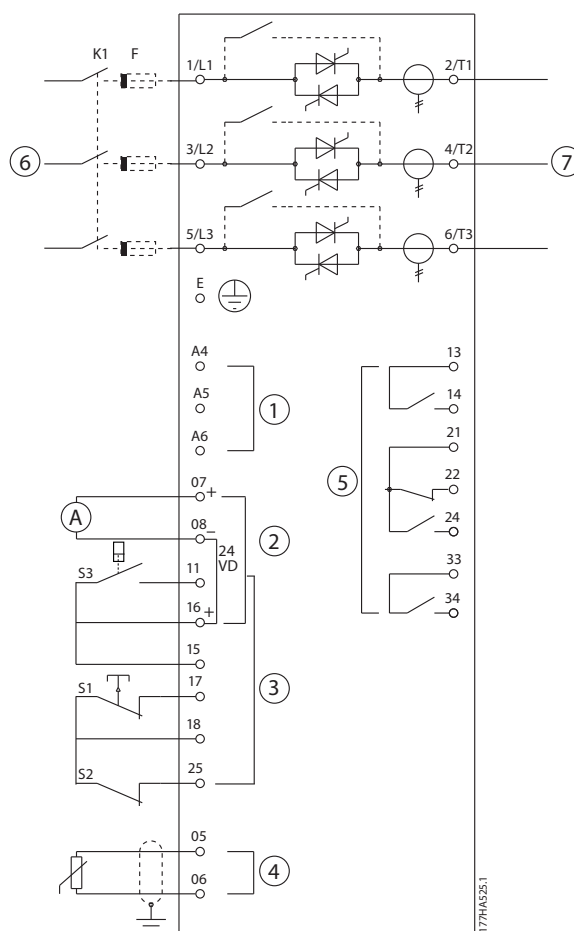 K1 F 1/L1 2/T1
6 3/L2 4/T2 7
5/L3 6/T3
E
A4 13
A5 1 14
A6 21
5
07 + 22
A 08 – 2 24
24
VD
S3 11 33
16 + 34
15
S1 17 3
18
S2 25
05
4
06
177HA525.1